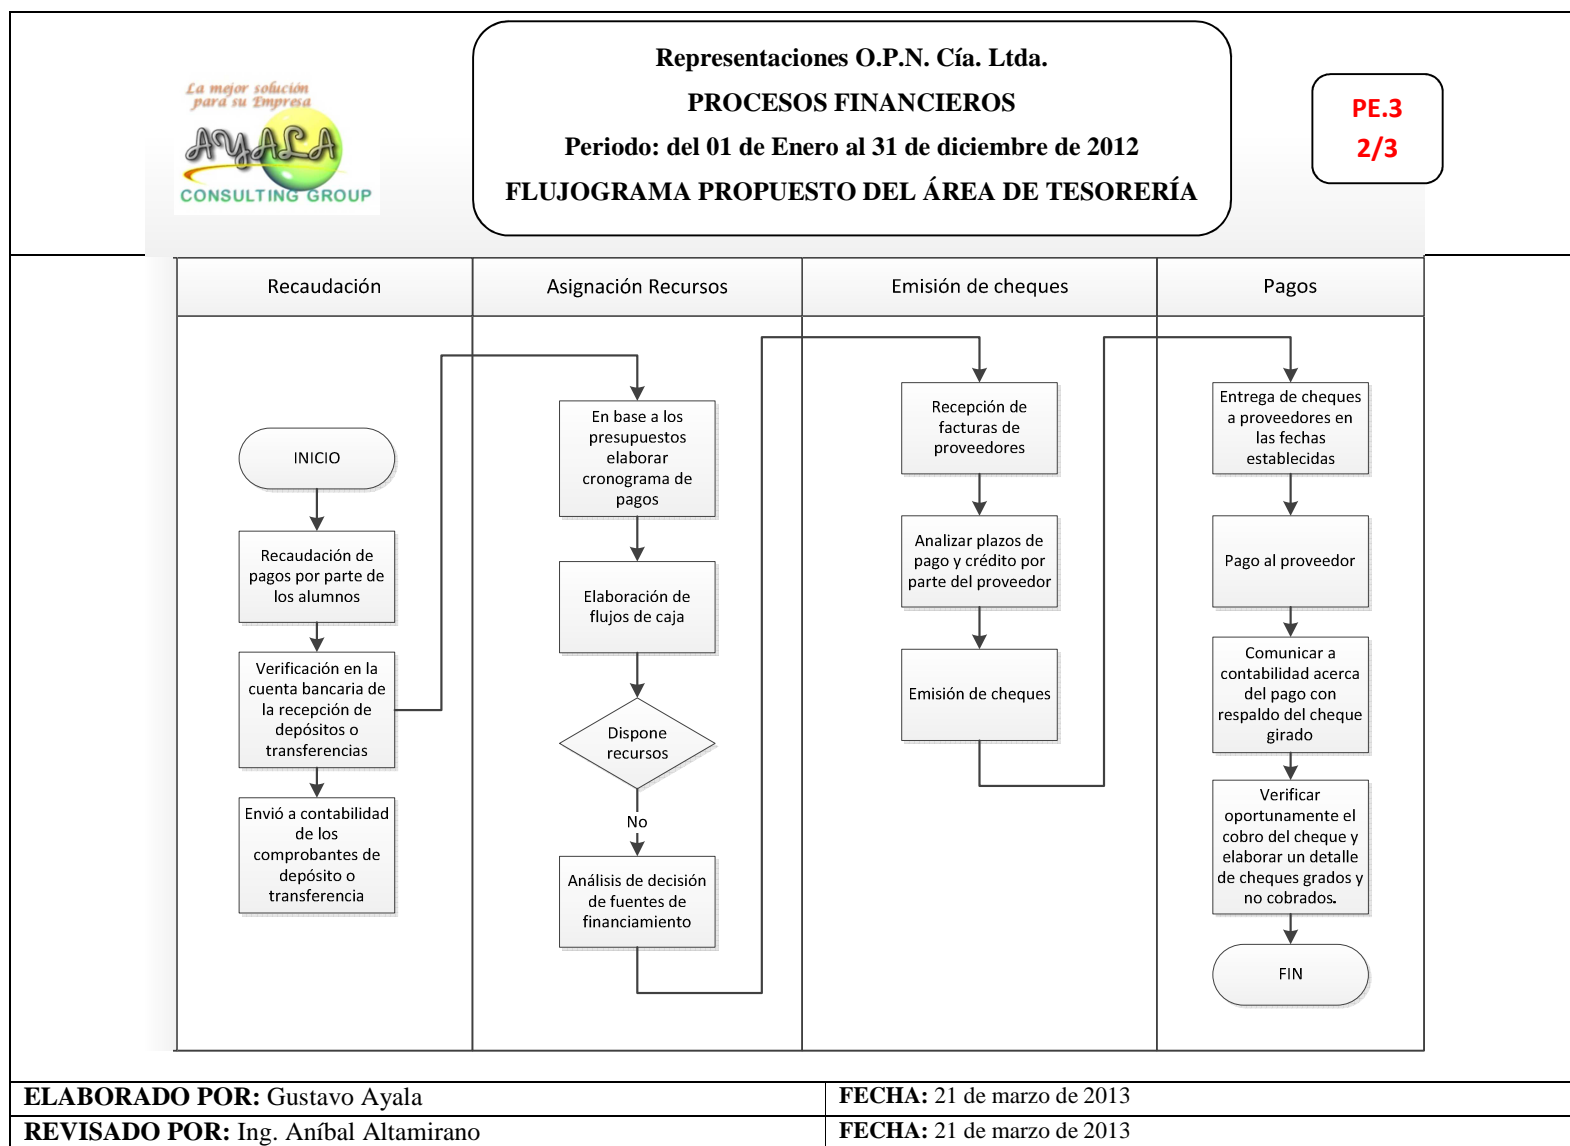 La mejor solución
para su Empresa
AYALA
CONSULTING GROUP
Representaciones O.P.N. Cía. Ltda.
PROCESOS FINANCIEROS
Periodo: del 01 de Enero al 31 de diciembre de 2012
FLUJOGRAMA PROPUESTO DEL ÁREA DE TESORERÍA
PE.3
2/3
Recaudación
Asignación Recursos
Emisión de cheques
Pagos
INICIO
Recaudación de
pagos por parte de
los alumnos
Verificación en la
cuenta bancaria de
la recepción de
depósitos o
transferencias
Envió a contabilidad
de los
comprobantes de
depósito o
transferencia
En base a los
presupuestos
elaborar
cronograma de
pagos
Elaboración de
flujos de caja
Dispone
recursos
No
Análisis de decisión
de fuentes de
financiamiento
Recepción de
facturas de
proveedores
Analizar plazos de
pago y crédito por
parte del proveedor
Emisión de cheques
Entrega de cheques
a proveedores en
las fechas
establecidas
Pago al proveedor
Comunicar a
contabilidad acerca
del pago con
respaldo del cheque
girado
Verificar
oportunamente el
cobro del cheque y
elaborar un detalle
de cheques grados y
no cobrados.
FIN
ELABORADO POR: Gustavo Ayala
FECHA: 21 de marzo de 2013
REVISADO POR: Ing. Aníbal Altamirano
FECHA: 21 de marzo de 2013